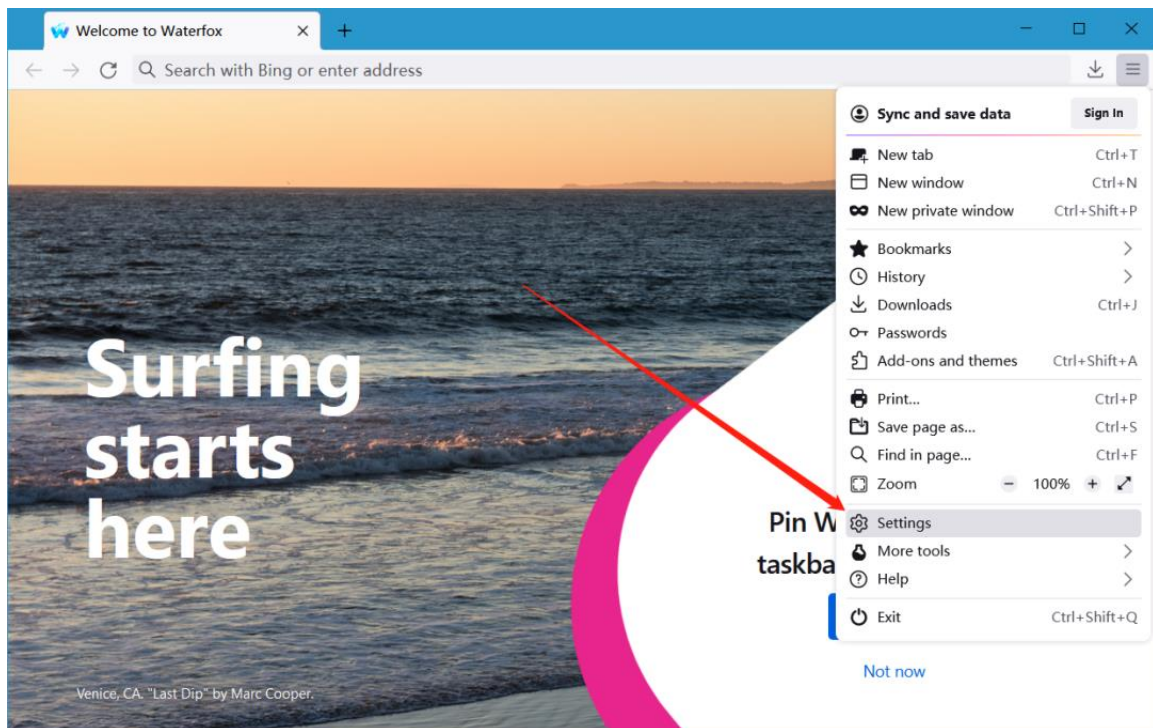 Welcome to Waterfox
Search with Bing or enter address
Sync and save data Sign In
New tab Ctrl+T
New window Ctrl+N
New private window Ctrl+Shift+P
Bookmarks
History
Downloads Ctrl+J
Passwords
Add-ons and themes Ctrl+Shift+A
Print... Ctrl+P
Save page as... Ctrl+S
Find in page... Ctrl+F
Zoom − 100% +
Settings
More tools
Help
Exit Ctrl+Shift+Q
Surfing
starts
here
Pin W
taskba
Not now
Venice, CA. "Last Dip" by Marc Cooper.